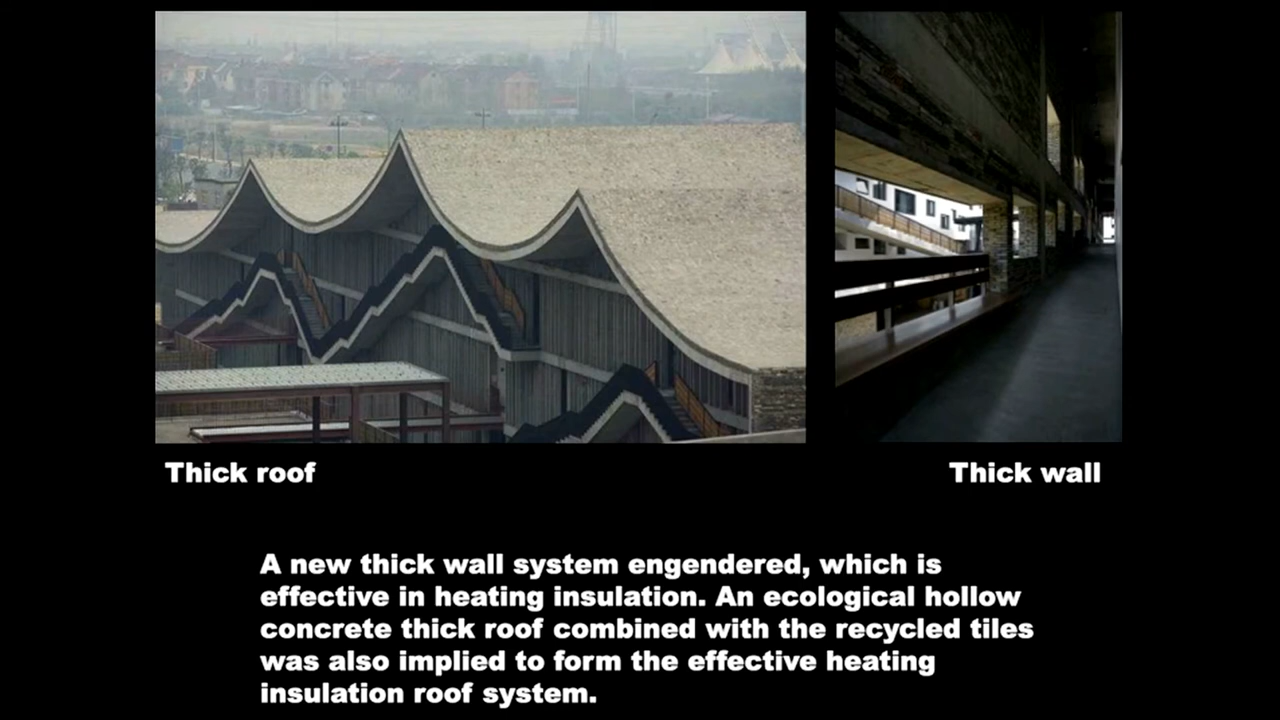 Thick roof
Thick wall
A new thick wall system engendered, which is
effective in heating insulation. An ecological hollow
concrete thick roof combined with the recycled tiles
was also implied to form the effective heating
insulation roof system.